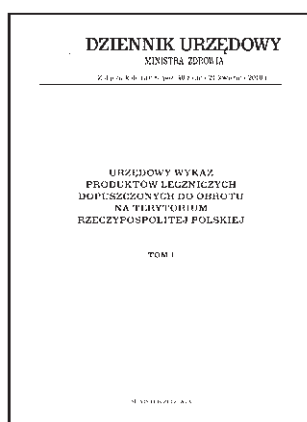 DZIENNIK URZĘDOWY
MINISTRA ZDROWIA
URZĘDOWY WYKAZ
PRODUKTÓW LECZNICZYCH
DOPUSZCZONYCH DO OBROTU
NA TERYTORIUM
RZECZYPOSPOLITEJ POLSKIEJ
TOM I